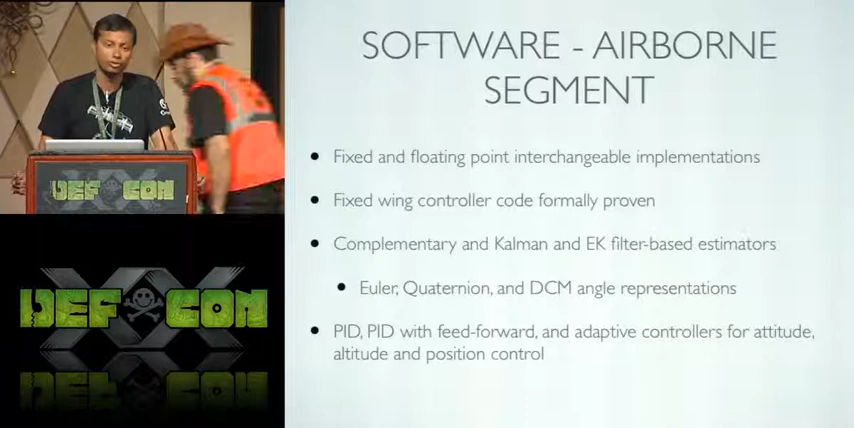 SOFTWARE - AIRBORNE
SEGMENT
• Fixed and floating point interchangeable implementations
• Fixed wing controller code formally proven
• Complementary and Kalman and EK filter-based estimators
• Euler, Quaternion, and DCM angle representations
• PID, PID with feed-forward, and adaptive controllers for attitude,
altitude and position control
DEF CON
XX
DEF CON